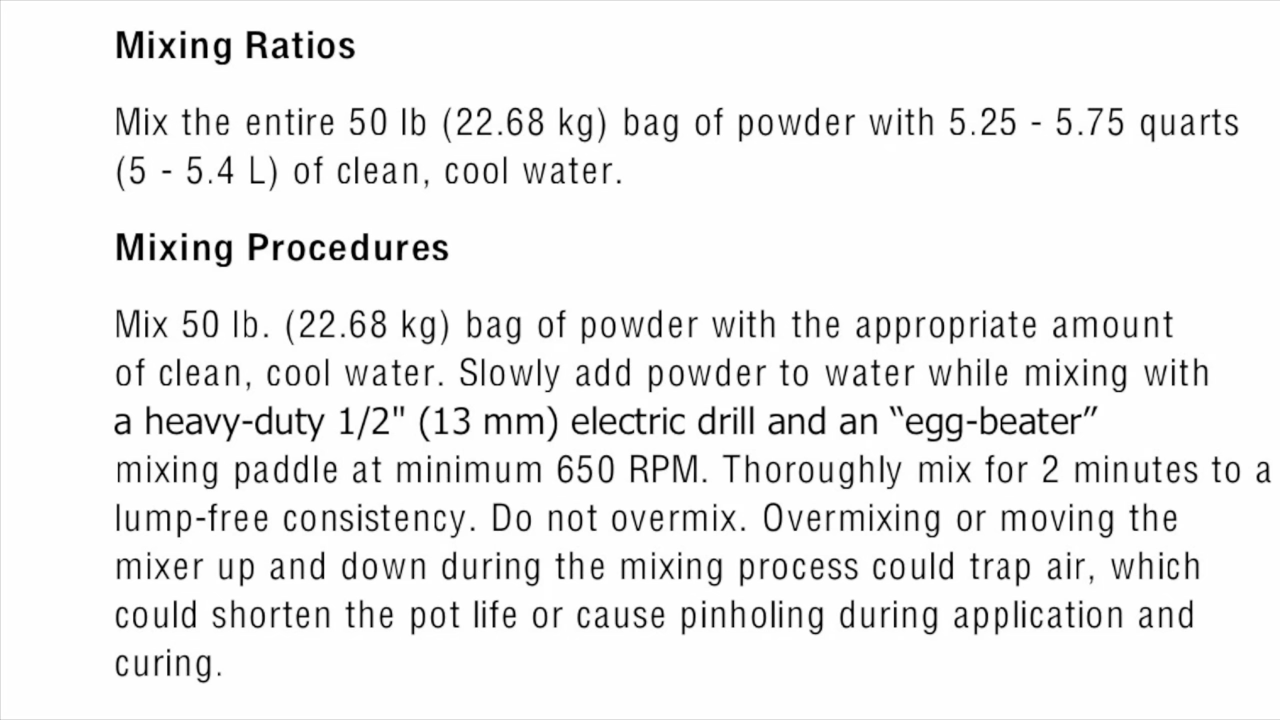 Mixing Ratios
Mix the entire 50 lb (22.68 kg) bag of powder with 5.25 - 5.75 quarts
(5 - 5.4 L) of clean, cool water.
Mixing Procedures
Mix 50 lb. (22.68 kg) bag of powder with the appropriate amount
of clean, cool water. Slowly add powder to water while mixing with
a heavy-duty 1/2" (13 mm) electric drill and an “egg-beater”
mixing paddle at minimum 650 RPM. Thoroughly mix for 2 minutes to a
lump-free consistency. Do not overmix. Overmixing or moving the
mixer up and down during the mixing process could trap air, which
could shorten the pot life or cause pinholing during application and
curing.